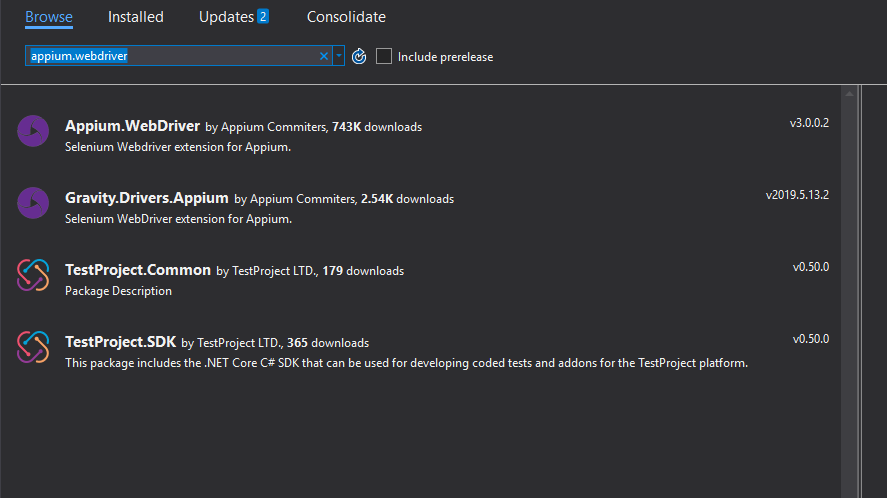 Browse Installed Updates 2 Consolidate
appium.webdriver Include prerelease
Appium.WebDriver by Appium Commiters, 743K downloads v3.0.0.2
Selenium Webdriver extension for Appium.
Gravity.Drivers.Appium by Appium Commiters, 2.54K downloads v2019.5.13.2
Selenium WebDriver extension for Appium.
TestProject.Common by TestProject LTD., 179 downloads v0.50.0
Package Description
TestProject.SDK by TestProject LTD., 365 downloads v0.50.0
This package includes the .NET Core C# SDK that can be used for developing coded tests and addons for the TestProject platform.